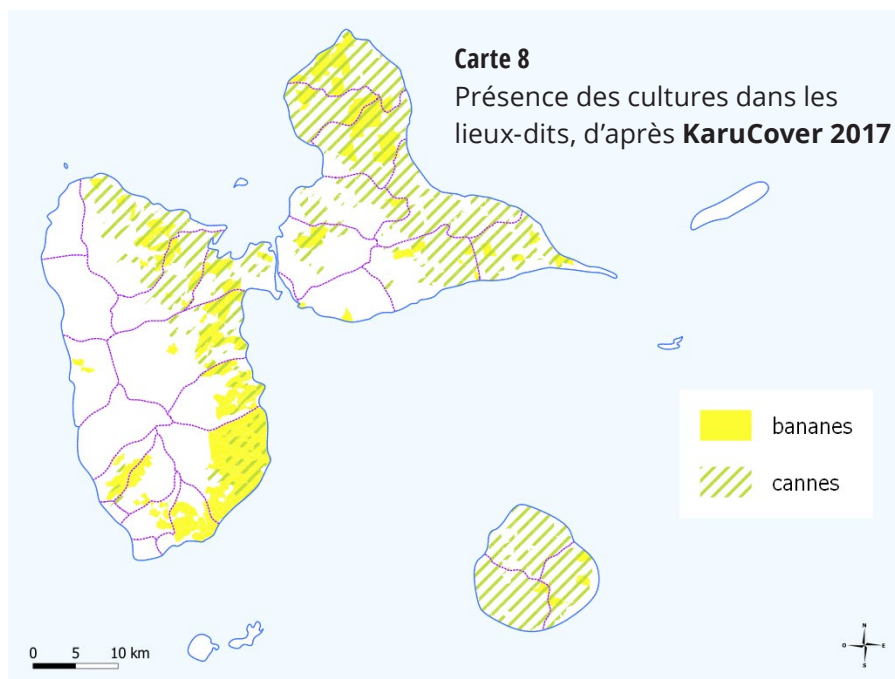 Carte 8
Présence des cultures dans les
lieux-dits, d’après KaruCover 2017
bananes
cannes
0 5 10 km
N
O E
S